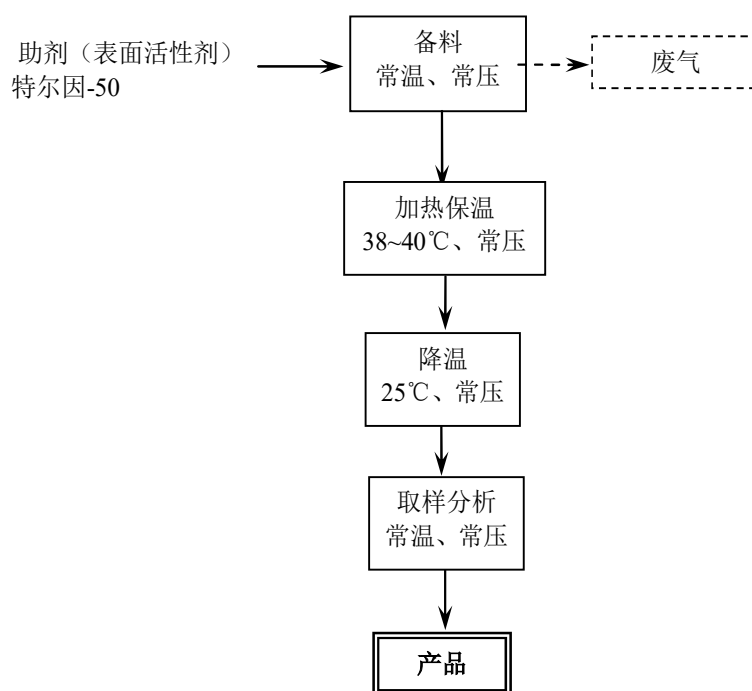 助剂（表面活性剂）
特尔因-50
备料
常温、常压
废气
加热保温
38~40℃、常压
降温
25℃、常压
取样分析
常温、常压
产品